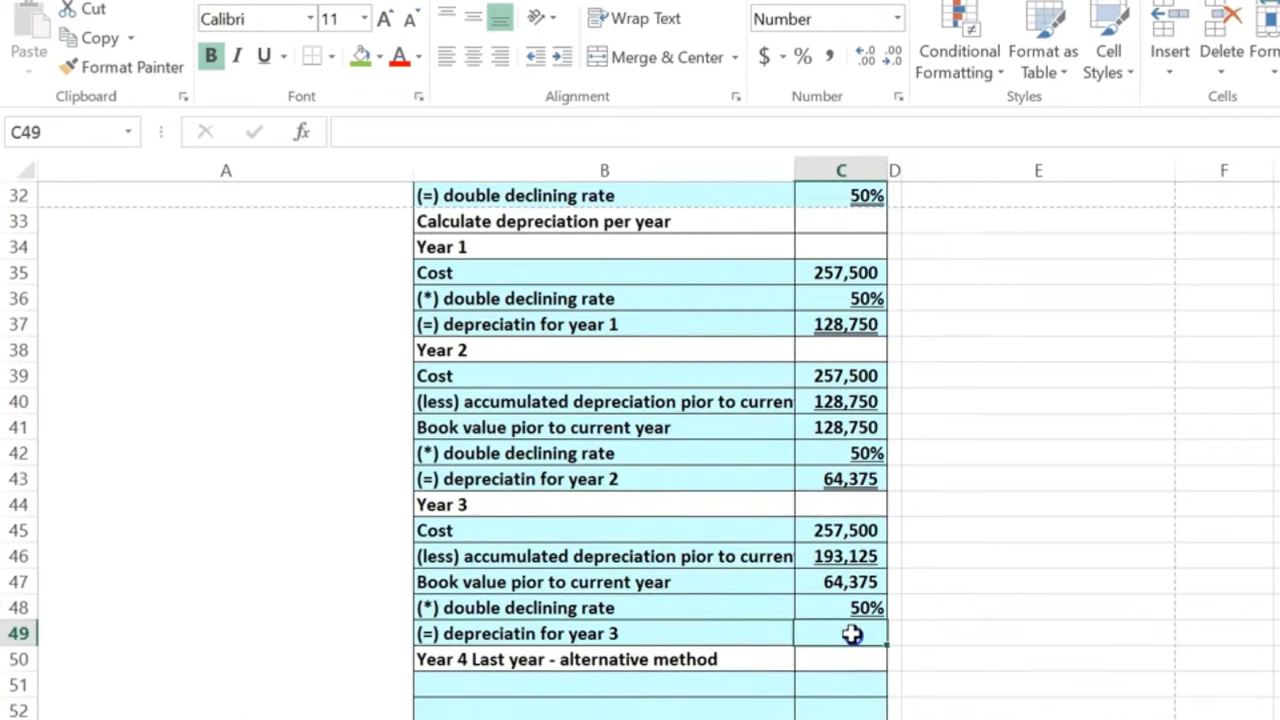 Cut
Calibri 11 A A Wrap Text Number
Paste Copy Conditional Formatting Format as Table Cell Styles Insert Delete
Format Painter B I U A Merge & Center $ % ,
Clipboard Font Alignment Number Styles Cells
C49 fx
A B C D E F
32 (=) double declining rate 50%
33 Calculate depreciation per year
34 Year 1
35 Cost 257,500
36 (*) double declining rate 50%
37 (=) depreciatin for year 1 128,750
38 Year 2
39 Cost 257,500
40 (less) accumulated depreciation pior to curren 128,750
41 Book value pior to current year 128,750
42 (*) double declining rate 50%
43 (=) depreciatin for year 2 64,375
44 Year 3
45 Cost 257,500
46 (less) accumulated depreciation pior to curren 193,125
47 Book value pior to current year 64,375
48 (*) double declining rate 50%
49 (=) depreciatin for year 3
50 Year 4 Last year - alternative method
51
52